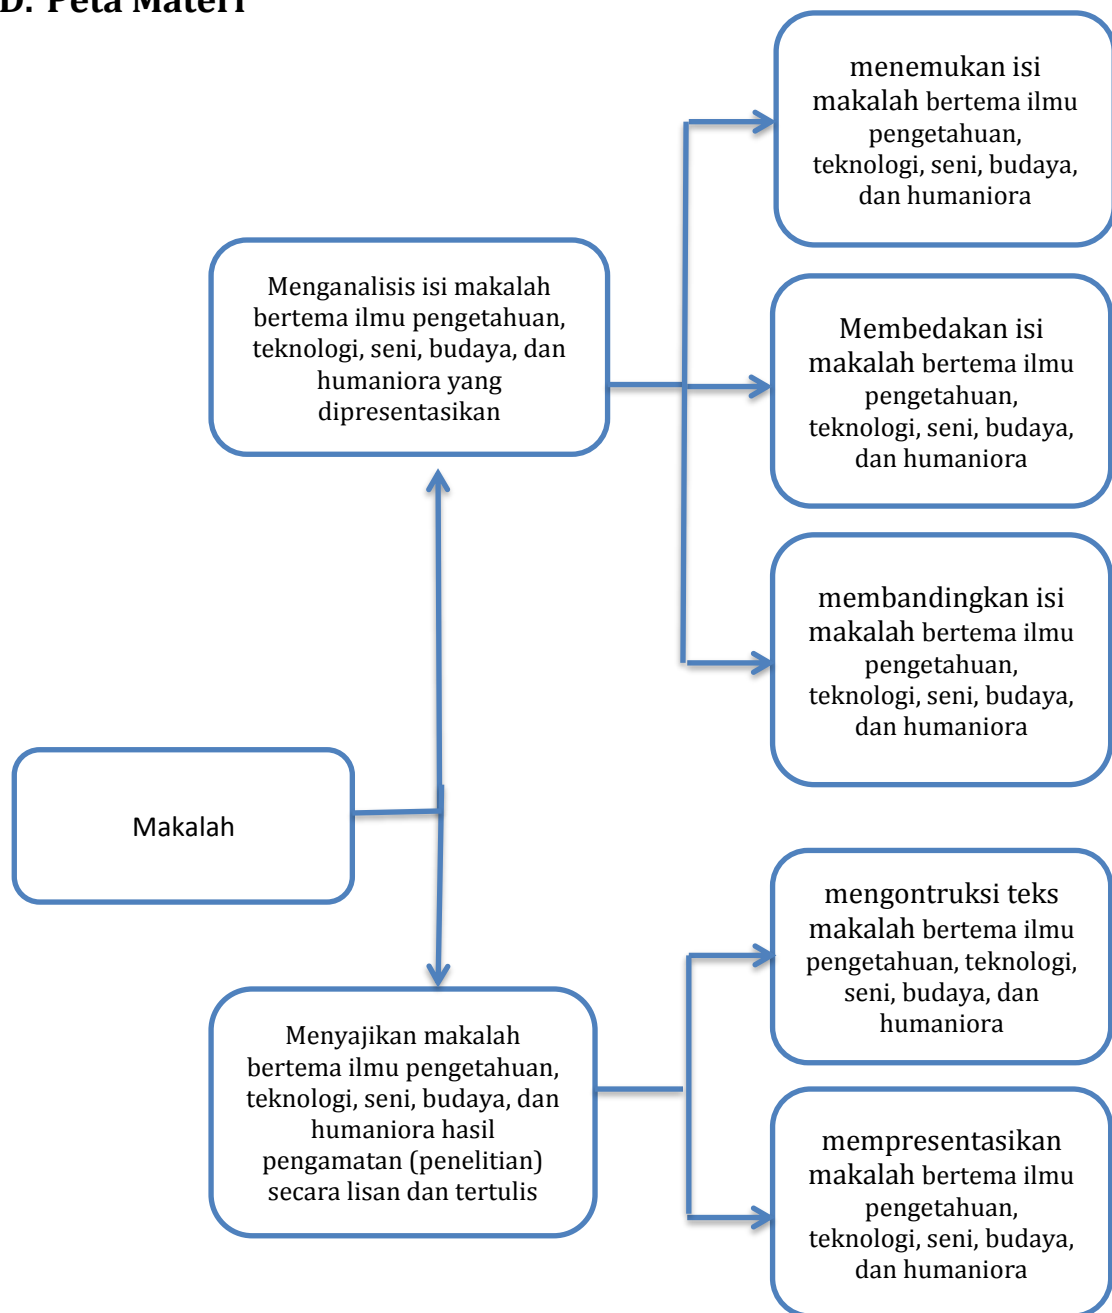 D. Peta Materi
menemukan isi
makalah bertema ilmu
pengetahuan,
teknologi, seni, budaya,
dan humaniora
Menganalisis isi makalah
bertema ilmu pengetahuan,
teknologi, seni, budaya, dan
humaniora yang
dipresentasikan
Membedakan isi
makalah bertema ilmu
pengetahuan,
teknologi, seni, budaya,
dan humaniora
membandingkan isi
makalah bertema ilmu
pengetahuan,
teknologi, seni, budaya,
dan humaniora
Makalah
mengontruksi teks
makalah bertema ilmu
pengetahuan, teknologi,
seni, budaya, dan
humaniora
Menyajikan makalah
bertema ilmu pengetahuan,
teknologi, seni, budaya, dan
humaniora hasil
pengamatan (penelitian)
secara lisan dan tertulis
mempresentasikan
makalah bertema ilmu
pengetahuan,
teknologi, seni, budaya,
dan humaniora